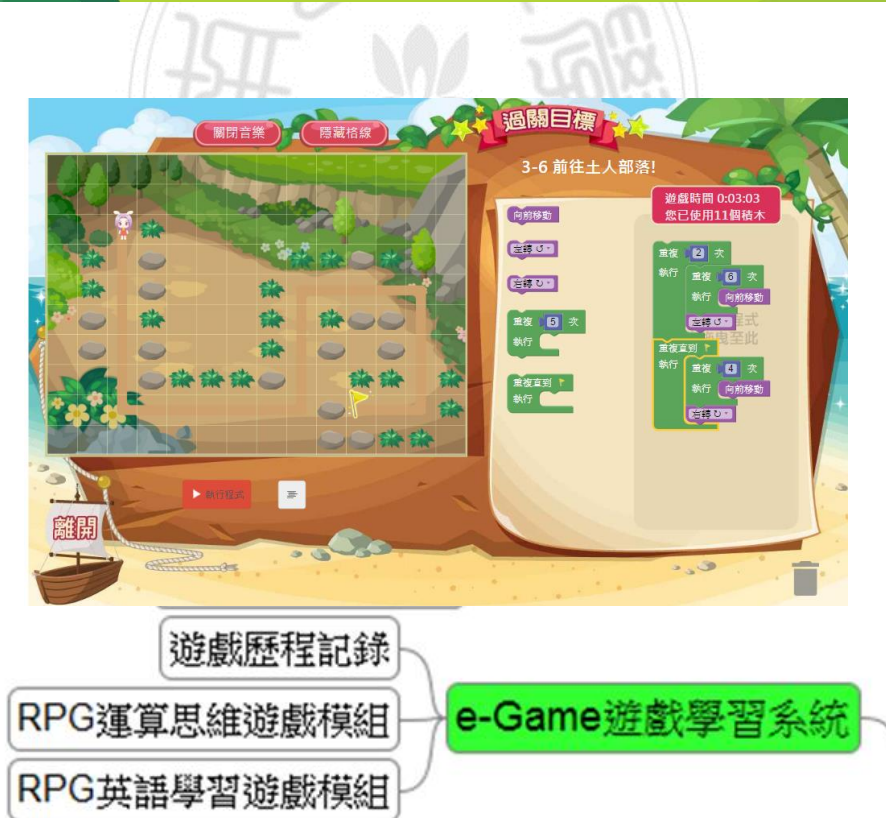 關閉音樂
隱藏格線
過關目標
3-6 前往土人部落!
遊戲時間 0:03:03
您已使用11個積木
向前移動
左轉 ↺
右轉 ↻
重複 5 次
執行
重複直到
執行
重複 2 次
執行
重複 6 次
執行 向前移動
左轉 ↺
程式
拖曳至此
重複直到
執行
重複 4 次
執行 向前移動
右轉 ↻
執行程式
離開
遊戲歷程記錄
RPG運算思維遊戲模組
e-Game遊戲學習系統
RPG英語學習遊戲模組